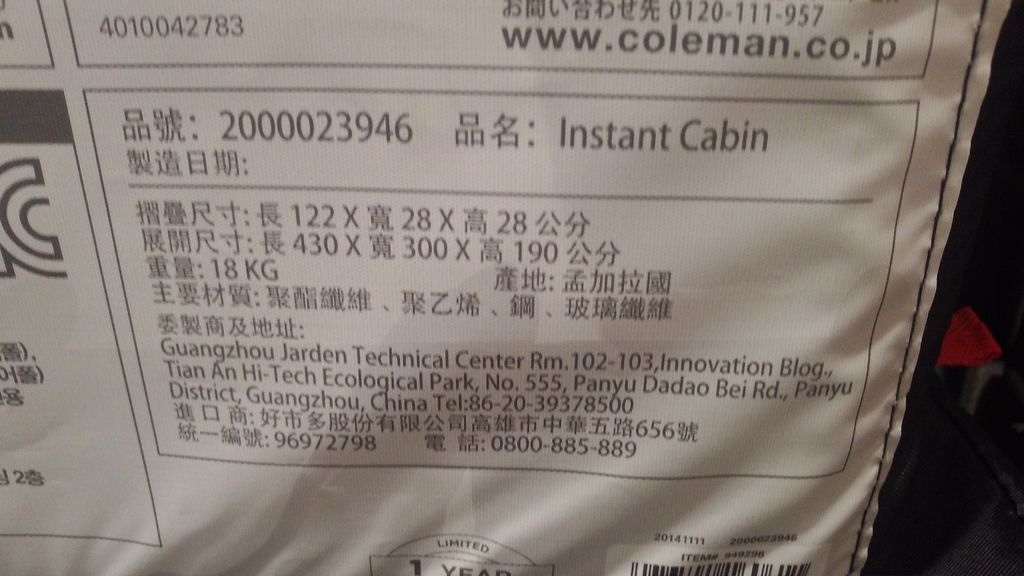 お問い合わせ先 0120-111-957
4010042783
www.coleman.co.jp
品號: 2000023946 品名: Instant Cabin
製造日期:
摺疊尺寸: 長 122 X 寬 28 X 高 28 公分
展開尺寸: 長 430 X 寬 300 X 高 190 公分
重量: 18 KG 產地: 孟加拉國
主要材質: 聚酯纖維、聚乙烯、鋼、玻璃纖維
委製商及地址:
Guangzhou Jarden Technical Center Rm.102-103,Innovation Blog.,
Tian An Hi-Tech Ecological Park, No. 555, Panyu Dadao Bei Rd., Panyu
District, Guangzhou, China Tel:86-20-39378500
進口商: 好市多股份有限公司高雄市中華五路656號
統一編號: 96972798 電話: 0800-885-889
2층
20141111 2000023946
ITEM# 949296
LIMITED
1 YEAR